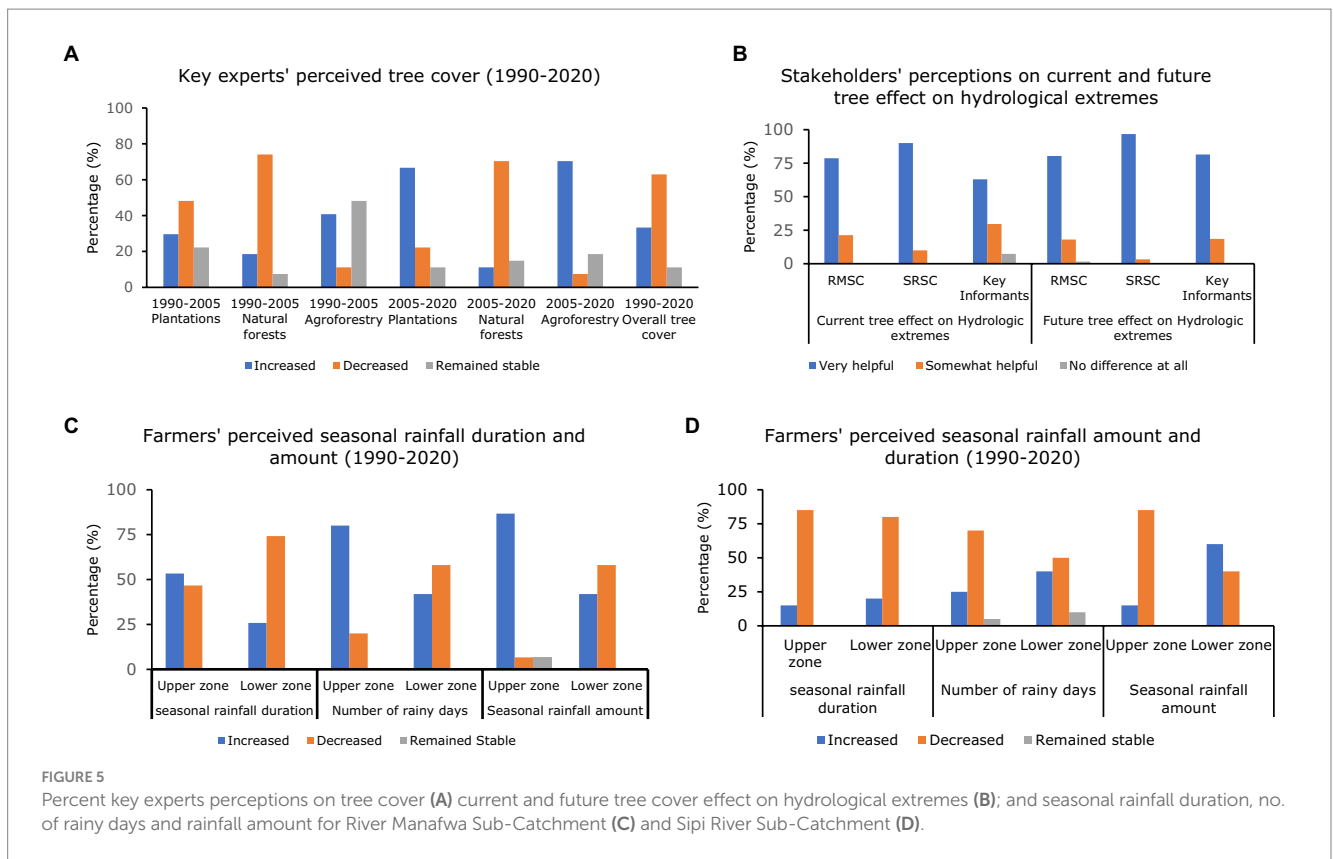 A
Key experts' perceived tree cover (1990-2020)
Percentage (%)
100
80
60
40
20
0
1990-2005 1990-2005 1990-2005 2005-2020 2005-2020 2005-2020 1990-2020
Plantations Natural Agroforestry Plantations Natural Agroforestry Overall tree
forests forests cover
Increased Decreased Remained stable
B
Stakeholders' perceptions on current and future
tree effect on hydrological extremes
Percentage (%)
100
75
50
25
0
RMSC SRSC Key RMSC SRSC Key
Informants Informants
Current tree effect on Hydrologic Future tree effect on Hydrologic
extremes extremes
Very helpful Somewhat helpful No difference at all
C
Farmers' perceived seasonal rainfall duration and
amount (1990-2020)
Percentage (%)
100
75
50
25
0
Upper zone Lower zone Upper zone Lower zone Upper zone Lower zone
seasonal rainfall duration Number of rainy days Seasonal rainfall amount
Increased Decreased Remained Stable
D
Farmers' perceived seasonal rainfall amount and
duration (1990-2020)
Percentage (%)
100
75
50
25
0
Upper Lower zone Upper zone Lower zone Upper zone Lower zone
zone
seasonal rainfall Number of rainy days Seasonal rainfall
duration amount
Increased Decreased Remained stable
FIGURE 5
Percent key experts perceptions on tree cover (A) current and future tree cover effect on hydrological extremes (B); and seasonal rainfall duration, no.
of rainy days and rainfall amount for River Manafwa Sub-Catchment (C) and Sipi River Sub-Catchment (D).